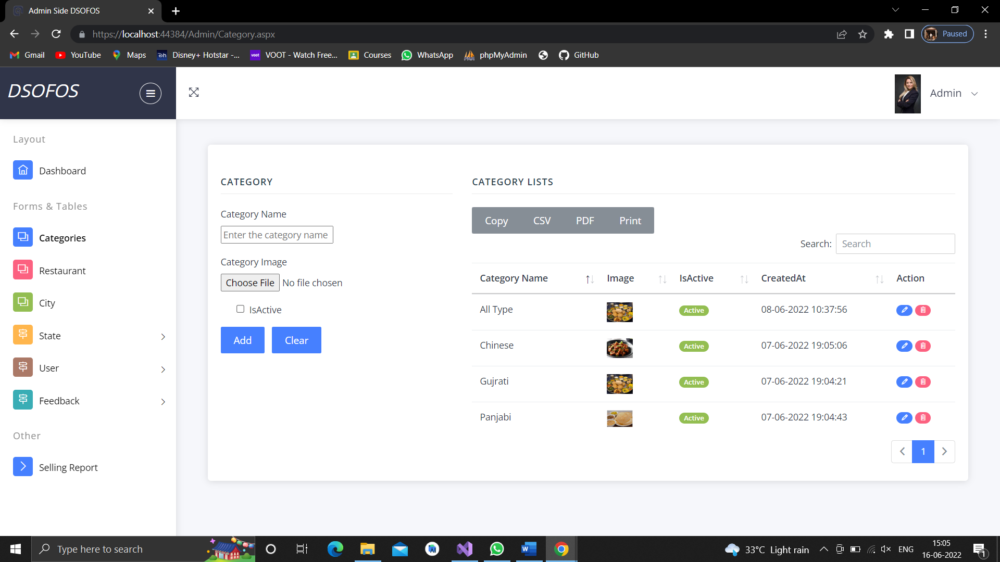 Admin Side DSOFOS
https://localhost:44384/Admin/Category.aspx
Paused
Gmail YouTube Maps Disney+ Hotstar -... VOOT - Watch Free... Courses WhatsApp phpMyAdmin GitHub
DSOFOS
Admin
Layout
Dashboard
Forms & Tables
Categories
Restaurant
City
State
User
Feedback
Other
Selling Report
CATEGORY
Category Name
Enter the category name
Category Image
Choose File No file chosen
IsActive
Add Clear
CATEGORY LISTS
Copy CSV PDF Print
Search: Search
Category Name Image IsActive CreatedAt Action
All Type Active 08-06-2022 10:37:56
Chinese Active 07-06-2022 19:05:06
Gujrati Active 07-06-2022 19:04:21
Panjabi Active 07-06-2022 19:04:43
1
Type here to search
33°C Light rain
ENG
15:05
16-06-2022
1